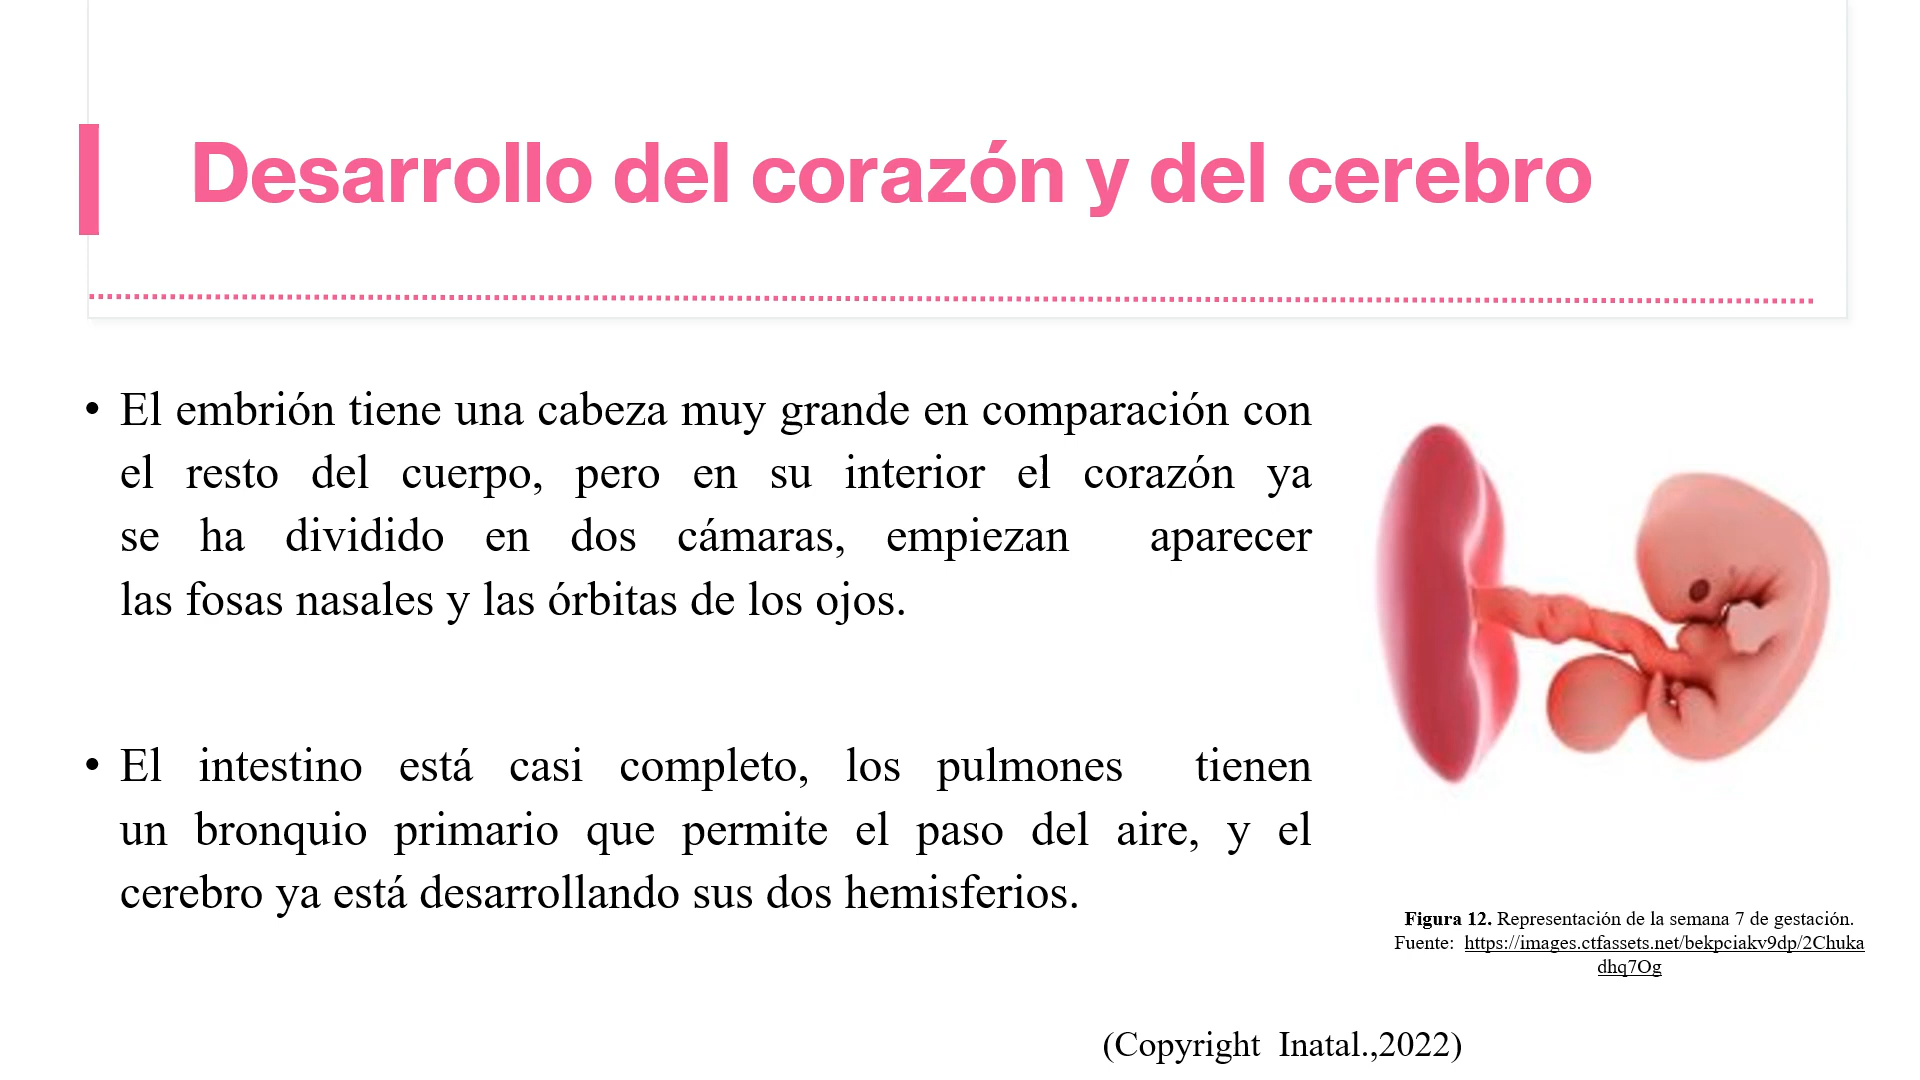 Desarrollo del corazón y del cerebro
• El embrión tiene una cabeza muy grande en comparación con
el resto del cuerpo, pero en su interior el corazón ya
se ha dividido en dos cámaras, empiezan aparecer
las fosas nasales y las órbitas de los ojos.
• El intestino está casi completo, los pulmones tienen
un bronquio primario que permite el paso del aire, y el
cerebro ya está desarrollando sus dos hemisferios.
Figura 12. Representación de la semana 7 de gestación.
Fuente: https://images.ctfassets.net/bekpciakv9dp/2Chuka
dhq7Og
(Copyright Inatal.,2022)